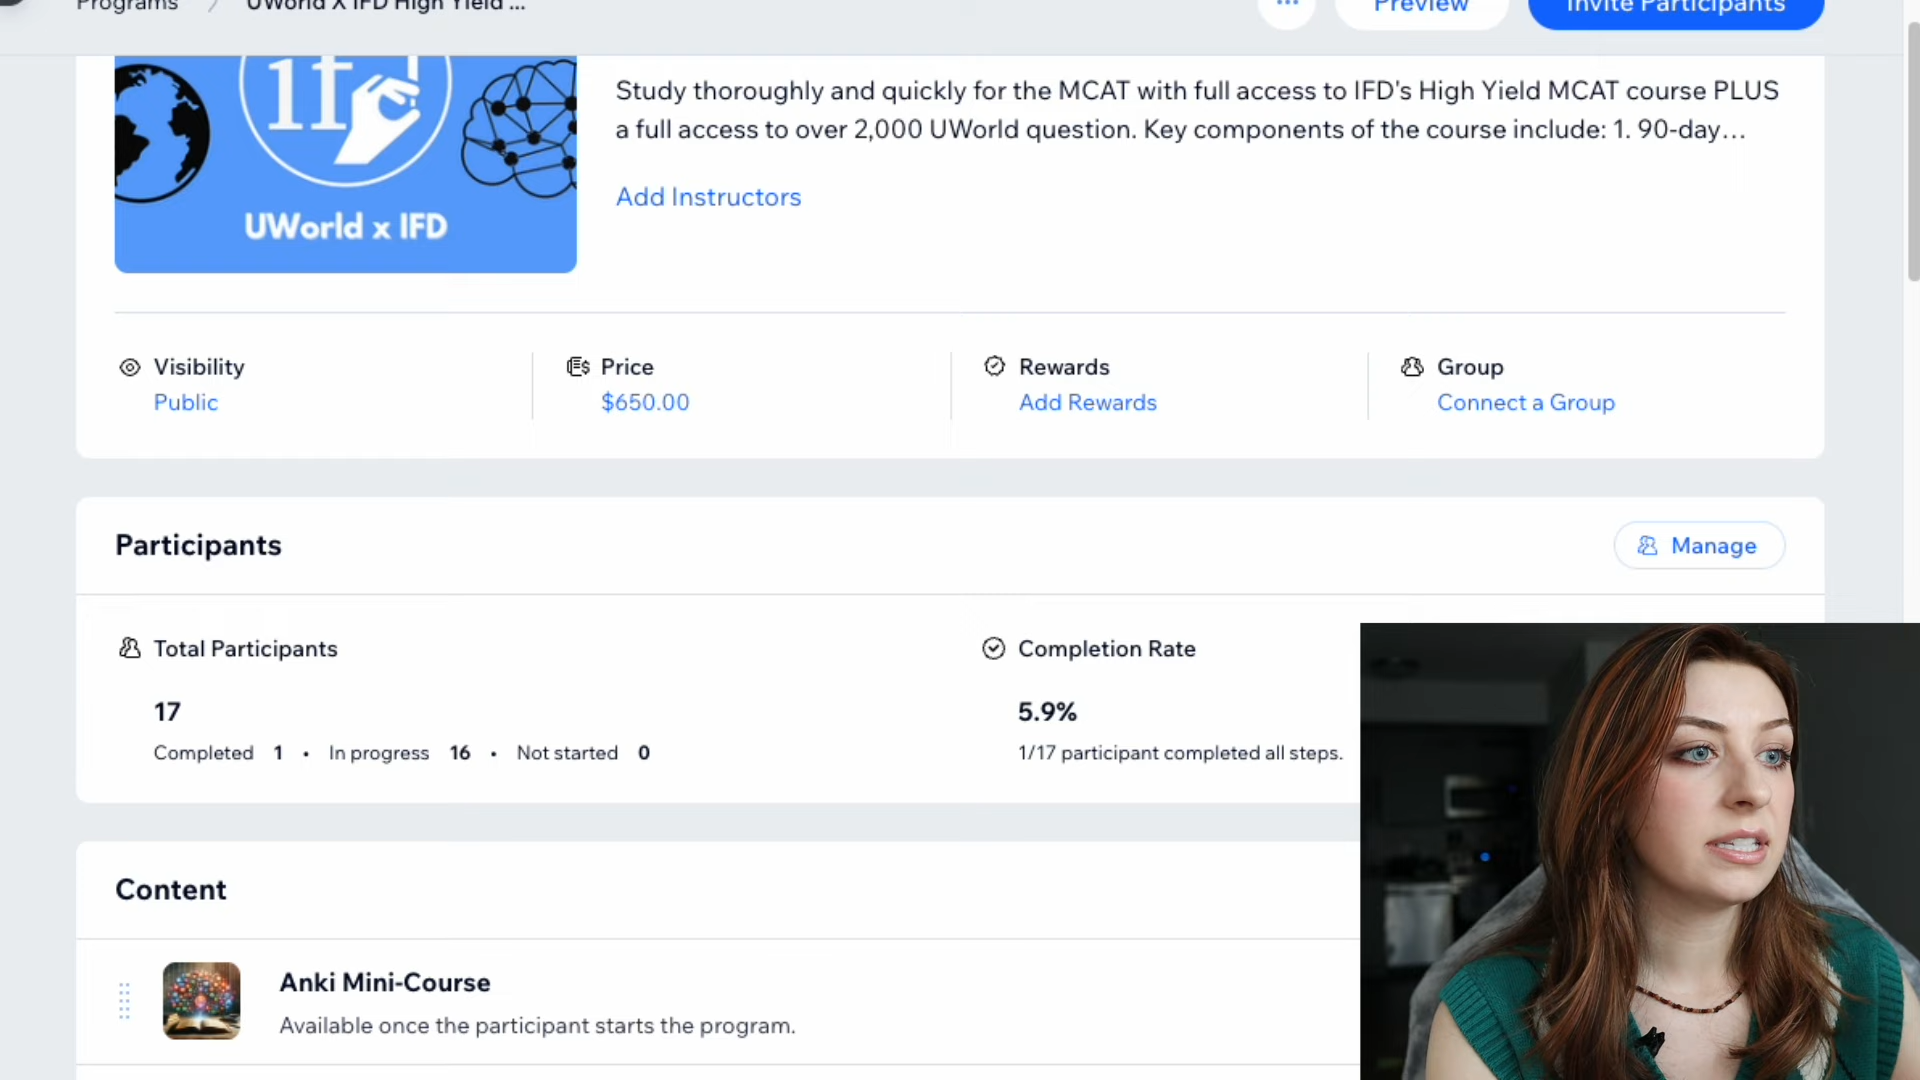 Programs
UWorld X IFD High Yield ...
...
Preview
Invite Participants
if
UWorld x IFD
Study thoroughly and quickly for the MCAT with full access to IFD's High Yield MCAT course PLUS
a full access to over 2,000 UWorld question. Key components of the course include: 1. 90-day...
Add Instructors
Visibility
Public
Price
$650.00
Rewards
Add Rewards
Group
Connect a Group
Participants
Manage
Total Participants
17
Completed 1 • In progress 16 • Not started 0
Completion Rate
5.9%
1/17 participant completed all steps.
Content
Anki Mini-Course
Available once the participant starts the program.